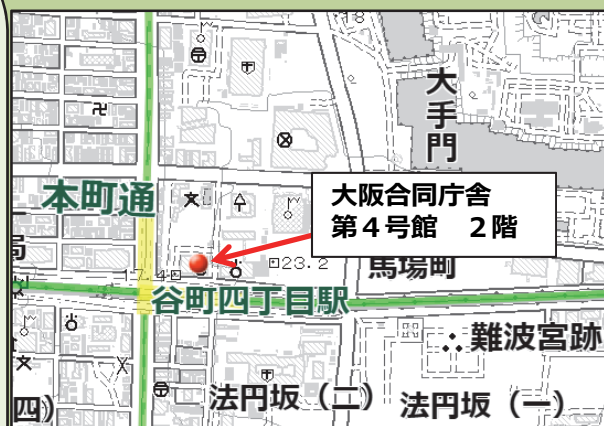 大手門
本町通
大阪合同庁舎
第４号館　２階
局
17.4
23.2
馬場町
谷町四丁目駅
難波宮跡
四）
法円坂（二）
法円坂（一）